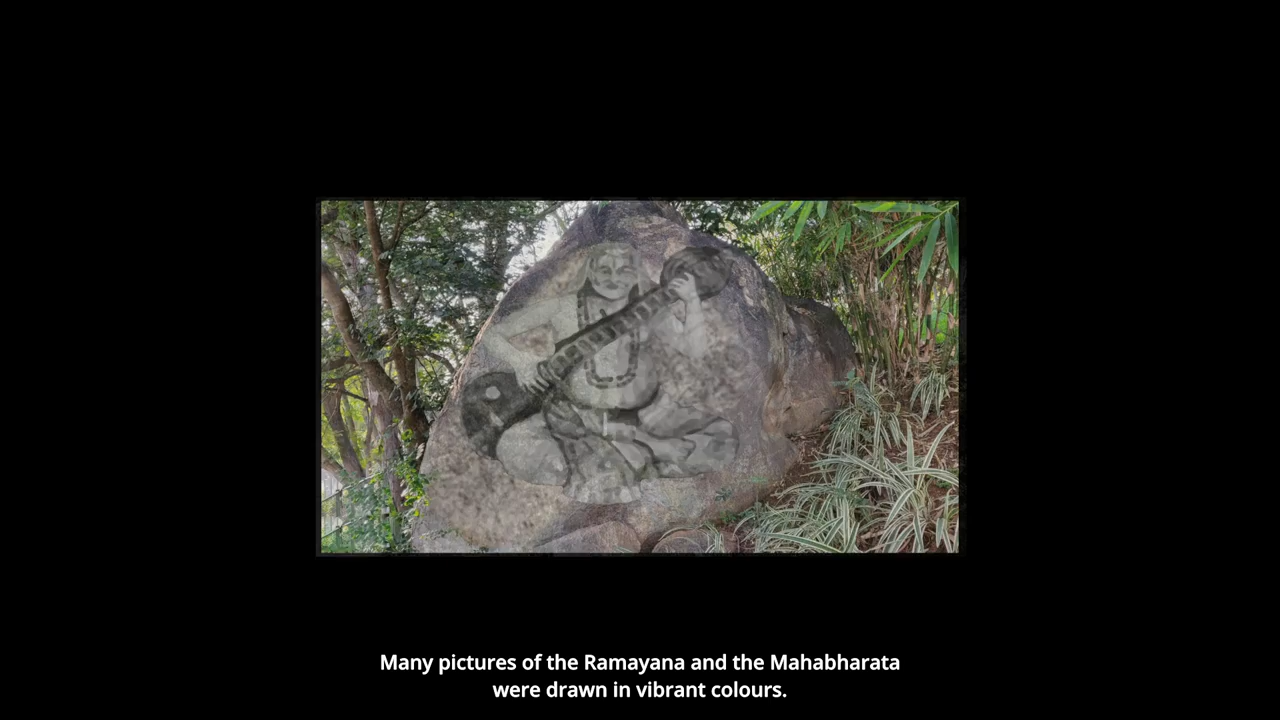 Many pictures of the Ramayana and the Mahabharata
were drawn in vibrant colours.